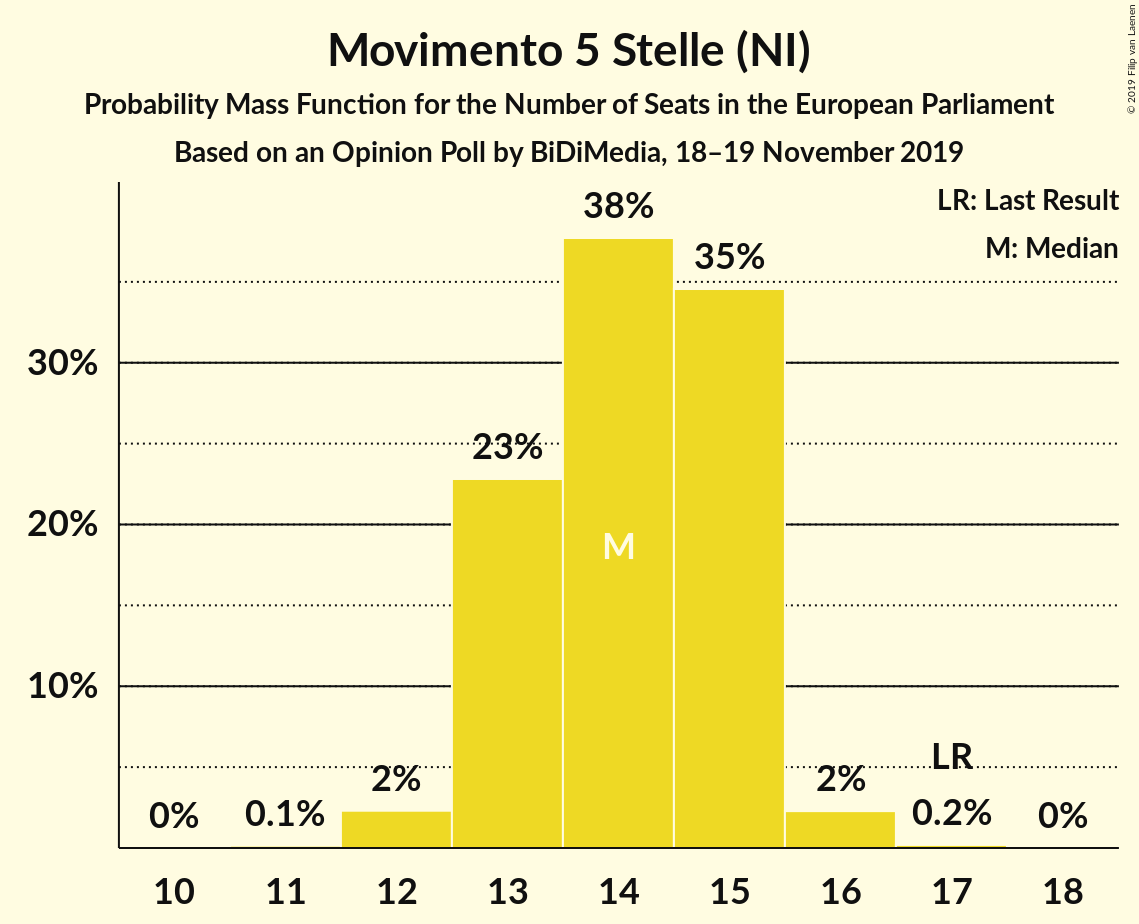 Movimento 5 Stelle (NI)
Probability Mass Function for the Number of Seats in the European Parliament
Based on an Opinion Poll by BiDiMedia, 18–19 November 2019
© 2019 Filip van Laenen
LR: Last Result
M: Median
38%
35%
30%
23%
20%
M
10%
LR
2%
2%
0%
0.1%
0.2%
0%
10 11 12 13 14 15 16 17 18